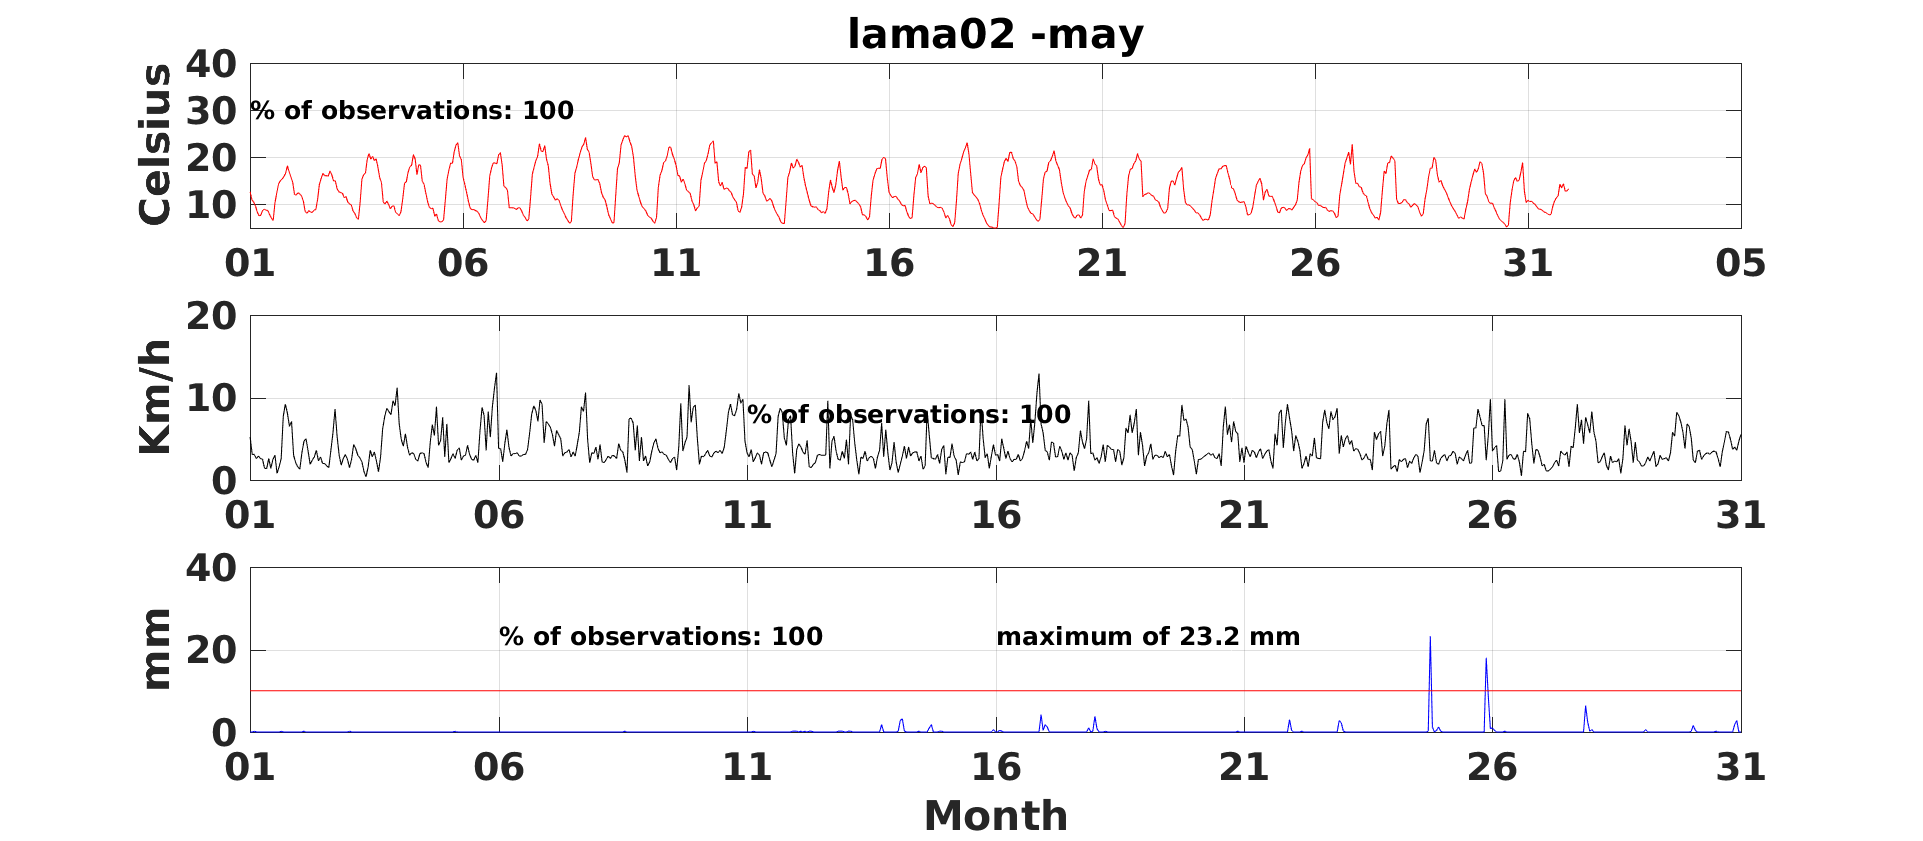 lama02 -may
Celsius
40
30
20
10
% of observations: 100
01 06 11 16 21 26 31 05
Km/h
20
10
0
% of observations: 100
01 06 11 16 21 26 31
mm
40
20
0
% of observations: 100 maximum of 23.2 mm
01 06 11 16 21 26 31
Month